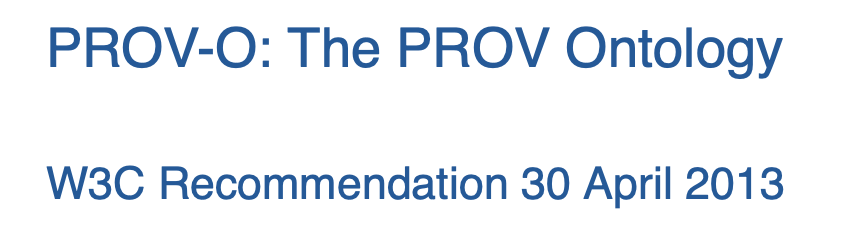 PROV-O: The PROV Ontology
W3C Recommendation 30 April 2013